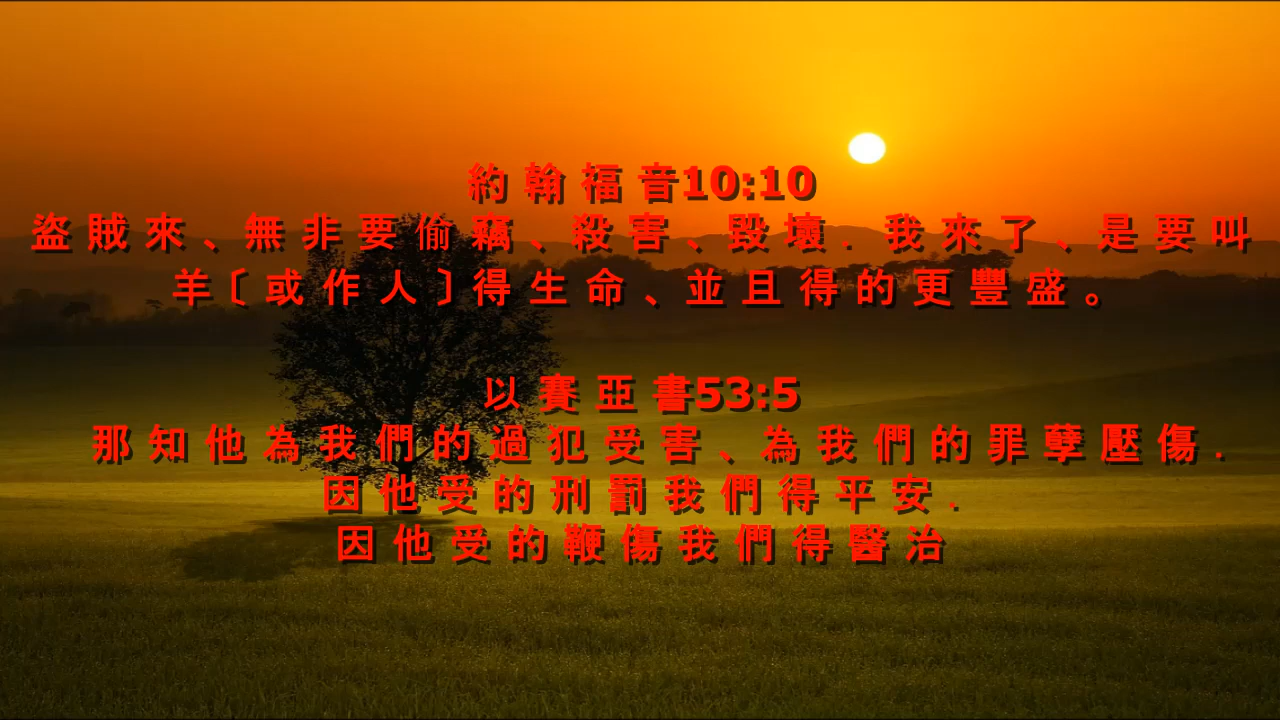 約翰福音10:10
盜賊來、無非要偷竊、殺害、毀壞．我來了、是要叫
羊〔或作人〕得生命、並且得的更豐盛。
以賽亞書53:5
那知他為我們的過犯受害、為我們的罪孽壓傷．
因他受的刑罰我們得平安．
因他受的鞭傷我們得醫治